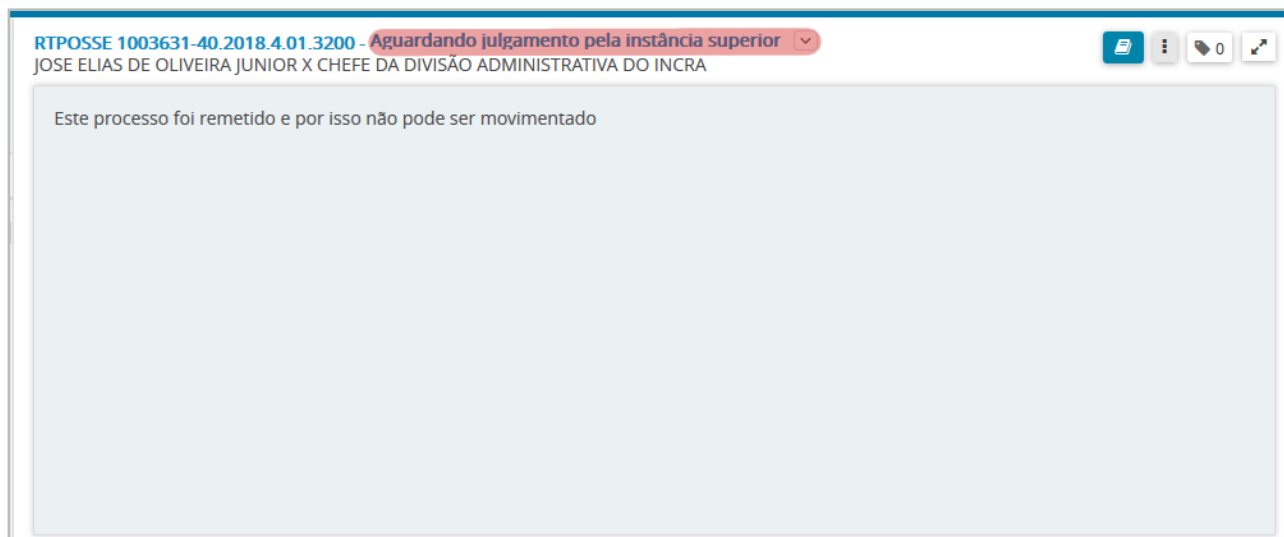 RTPOSSE 1003631-40.2018.4.01.3200 - Aguardando julgamento pela instância superior
JOSE ELIAS DE OLIVEIRA JUNIOR X CHEFE DA DIVISÃO ADMINISTRATIVA DO INCRA
0
Este processo foi remetido e por isso não pode ser movimentado